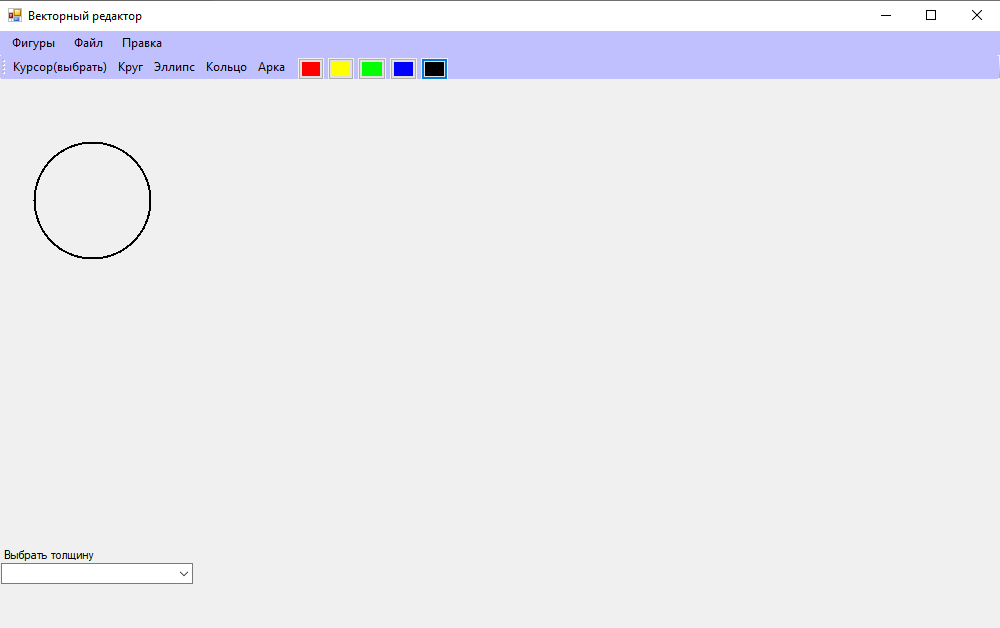 Векторный редактор
Фигуры Файл Правка
Курсор(выбрать) Круг Эллипс Кольцо Арка
Выбрать толщину